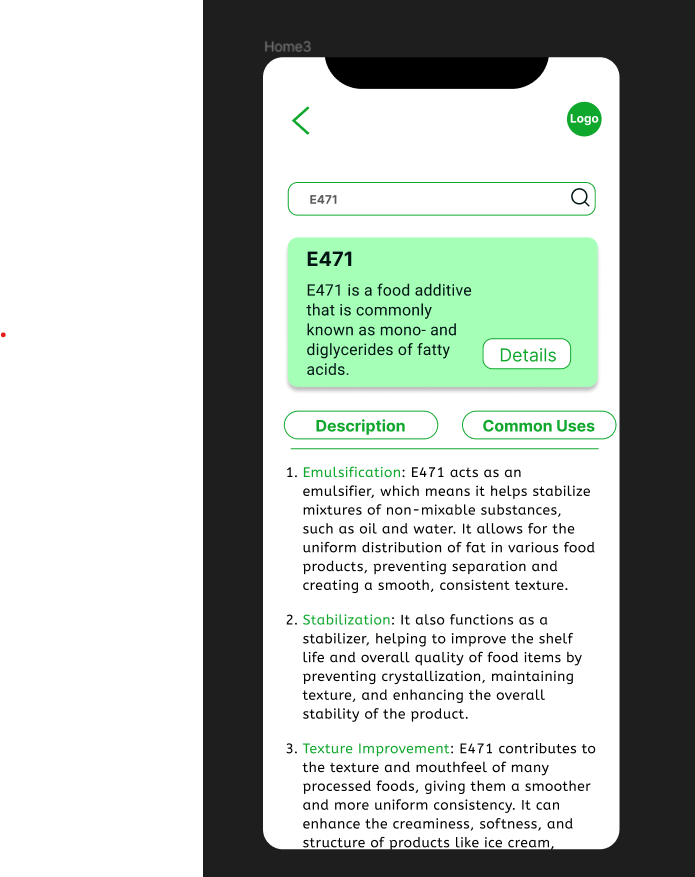 Home3
Logo
E471
E471
E471 is a food additive
that is commonly
known as mono- and
diglycerides of fatty
acids.
Details
Description
Common Uses
1. Emulsification: E471 acts as an
emulsifier, which means it helps stabilize
mixtures of non-mixable substances,
such as oil and water. It allows for the
uniform distribution of fat in various food
products, preventing separation and
creating a smooth, consistent texture.
2. Stabilization: It also functions as a
stabilizer, helping to improve the shelf
life and overall quality of food items by
preventing crystallization, maintaining
texture, and enhancing the overall
stability of the product.
3. Texture Improvement: E471 contributes to
the texture and mouthfeel of many
processed foods, giving them a smoother
and more uniform consistency. It can
enhance the creaminess, softness, and
structure of products like ice cream,